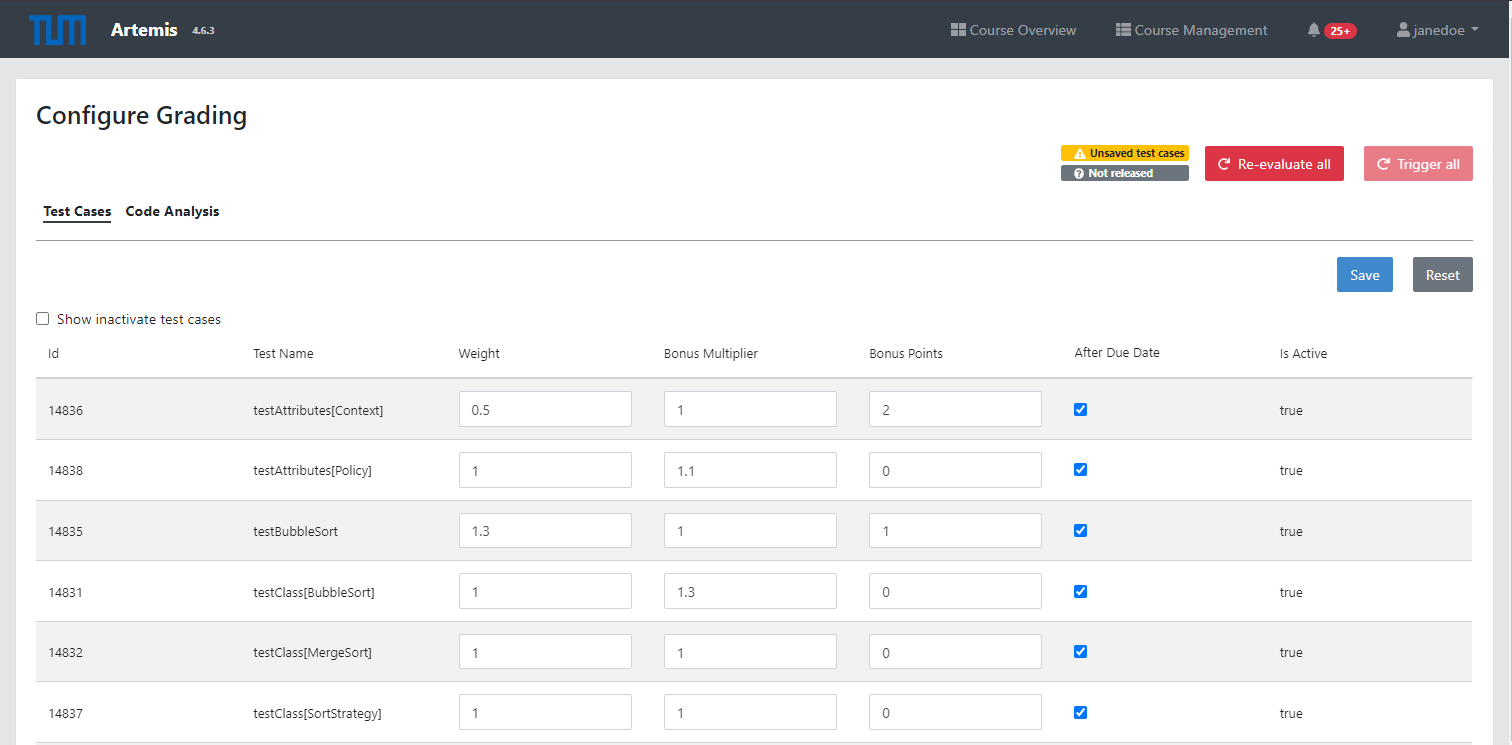 TUM Artemis 4.6.3 Course Overview Course Management 25+ janedoe
Configure Grading
Unsaved test cases
Not released
Re-evaluate all Trigger all
Test Cases Code Analysis
Save Reset
Show inactivate test cases
Id Test Name Weight Bonus Multiplier Bonus Points After Due Date Is Active
14836 testAttributes[Context] 0.5 1 2 true
14838 testAttributes[Policy] 1 1.1 0 true
14835 testBubbleSort 1.3 1 1 true
14831 testClass[BubbleSort] 1 1.3 0 true
14832 testClass[MergeSort] 1 1 0 true
14837 testClass[SortStrategy] 1 1 0 true